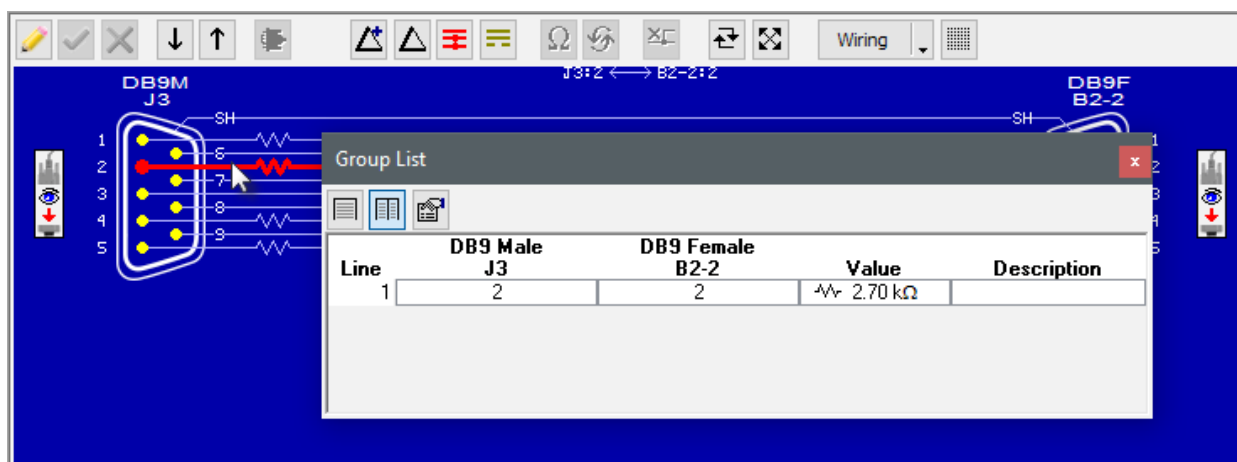 Wiring
J3:2 ⟷ B2-2:2
DB9M
J3
DB9F
B2-2
SH
SH
1
6
2
7
3
8
4
9
5
1
2
3
4
5
Group List
x
Line
DB9 Male
J3
DB9 Female
B2-2
Value
Description
1
2
2
2.70 kΩ